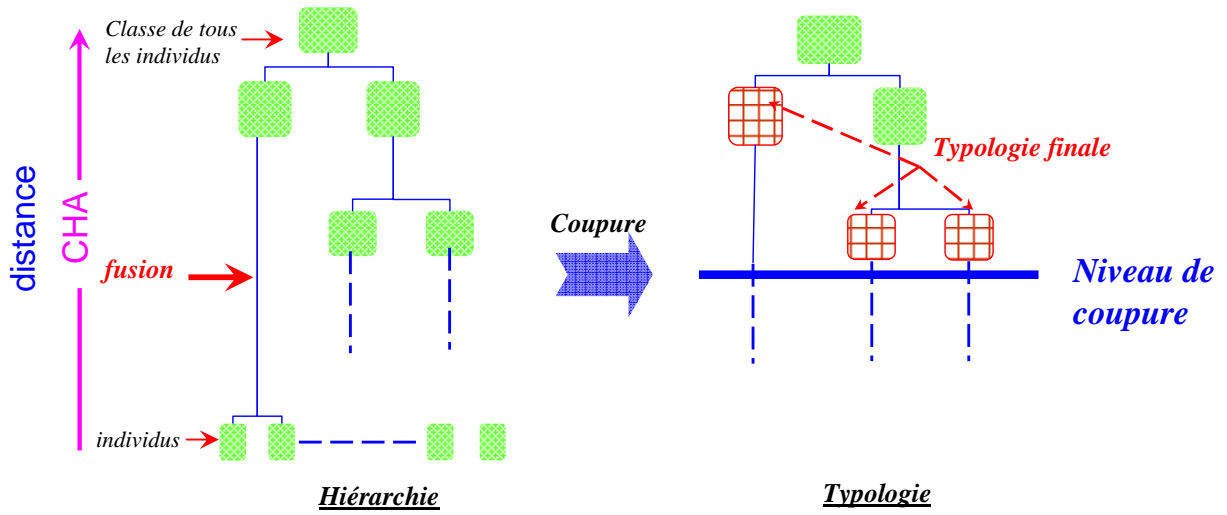 Classe de tous
les individus
distance
CHA
fusion
individus
Hiérarchie
Coupure
Typologie finale
Niveau de
coupure
Typologie